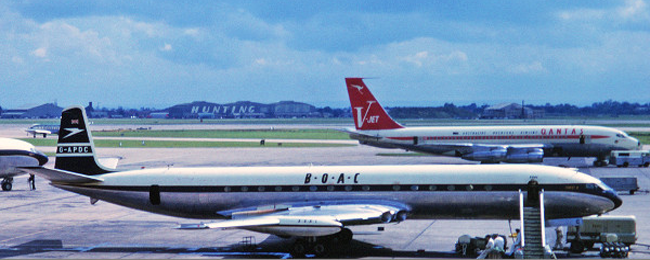 HUNTING
V-JET
QANTAS
G-APDC
B·O·A·C